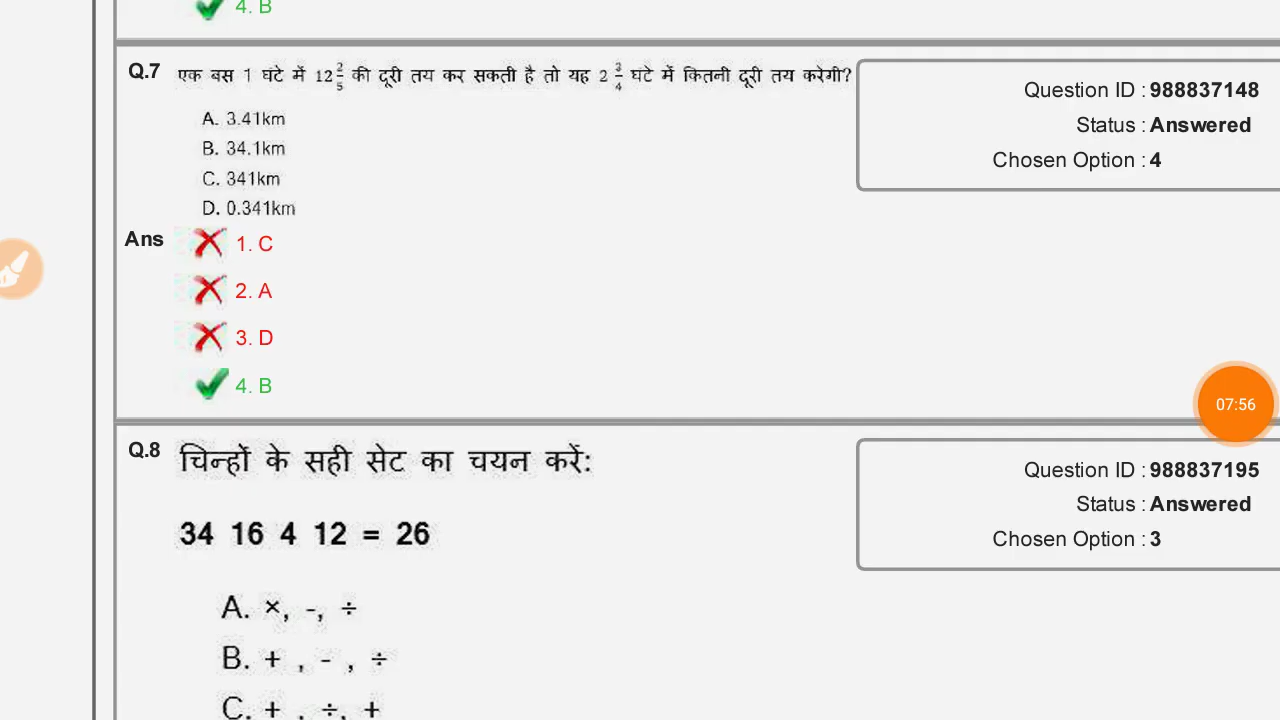 4. B
Q.7 एक बस 1 घंटे में 12 2/5 की दूरी तय कर सकती है तो यह 2 3/4 घंटे में कितनी दूरी तय करेगी?
A. 3.41km
B. 34.1km
C. 341km
D. 0.341km
Ans
1. C
2. A
3. D
4. B
Question ID : 988837148
Status : Answered
Chosen Option : 4
07:56
Q.8 चिन्हों के सही सेट का चयन करें:
34 16 4 12 = 26
A. ×, -, ÷
B. + , - , ÷
C. + , ÷, +
Question ID : 988837195
Status : Answered
Chosen Option : 3